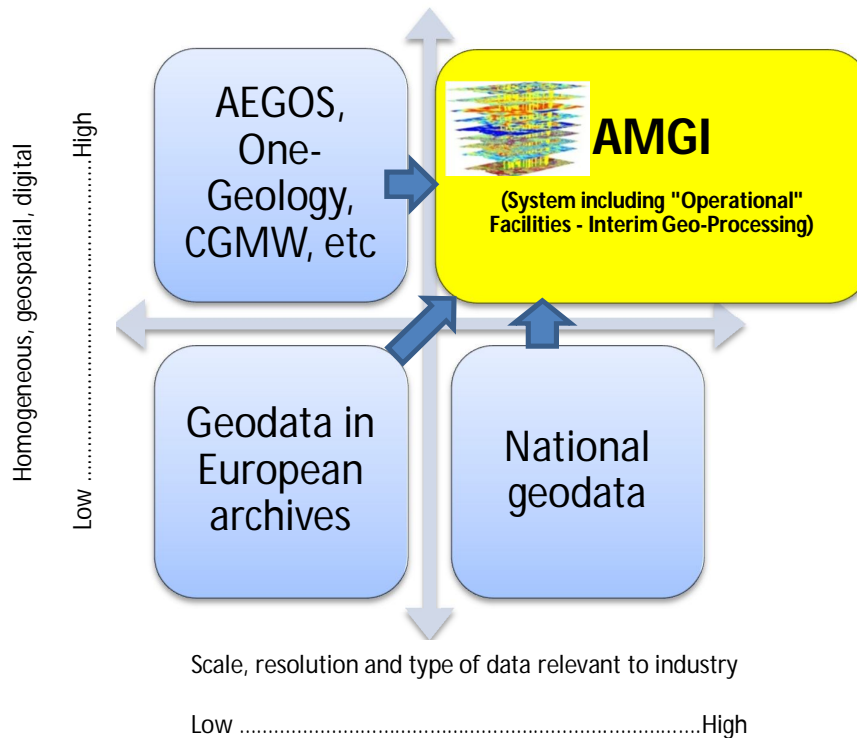 AEGOS,
One-
Geology,
CGMW, etc
AMGI
(System including "Operational"
Facilities - Interim Geo-Processing)
Homogeneous, geospatial, digital
Low ..........................................................High
Geodata in
European
archives
National
geodata
Scale, resolution and type of data relevant to industry
Low .................................................................................High